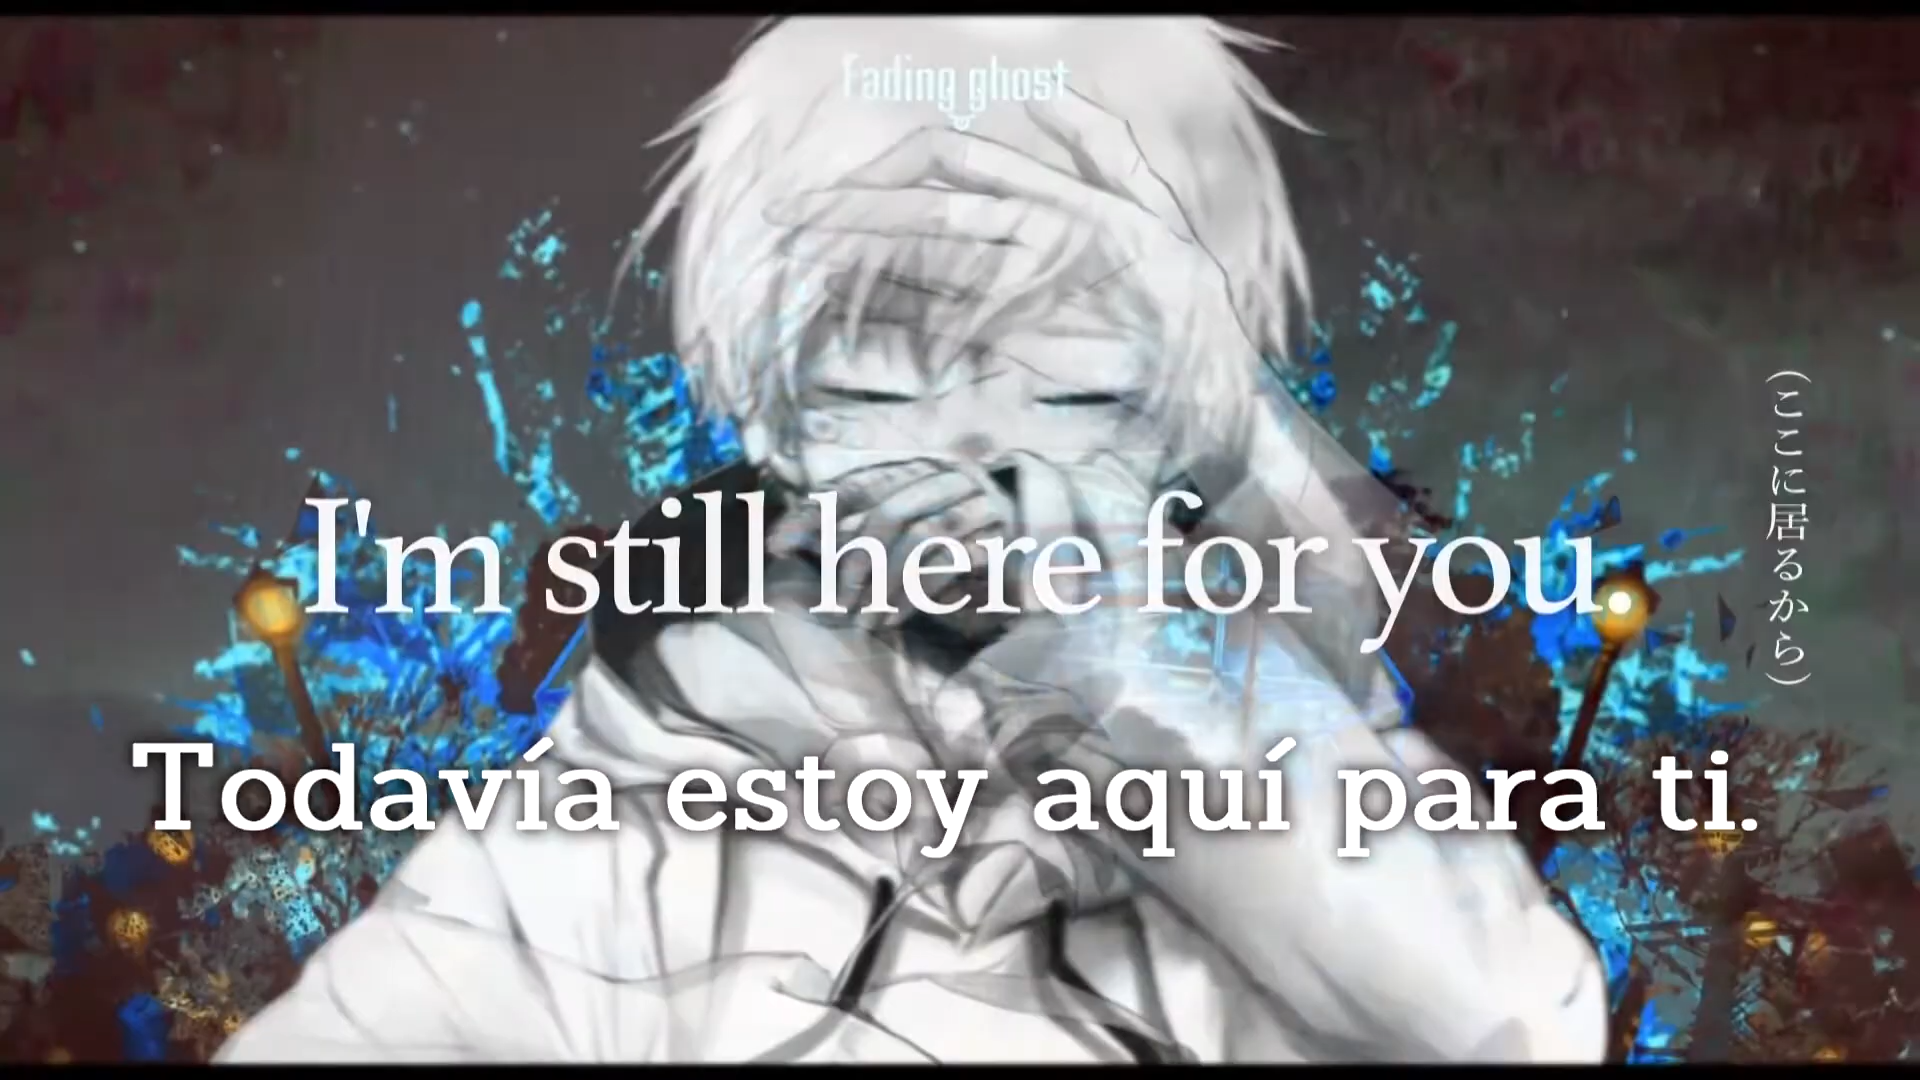 Fading ghost
I'm still here for you.
(ここに居るから)
Todavía estoy aquí para ti.